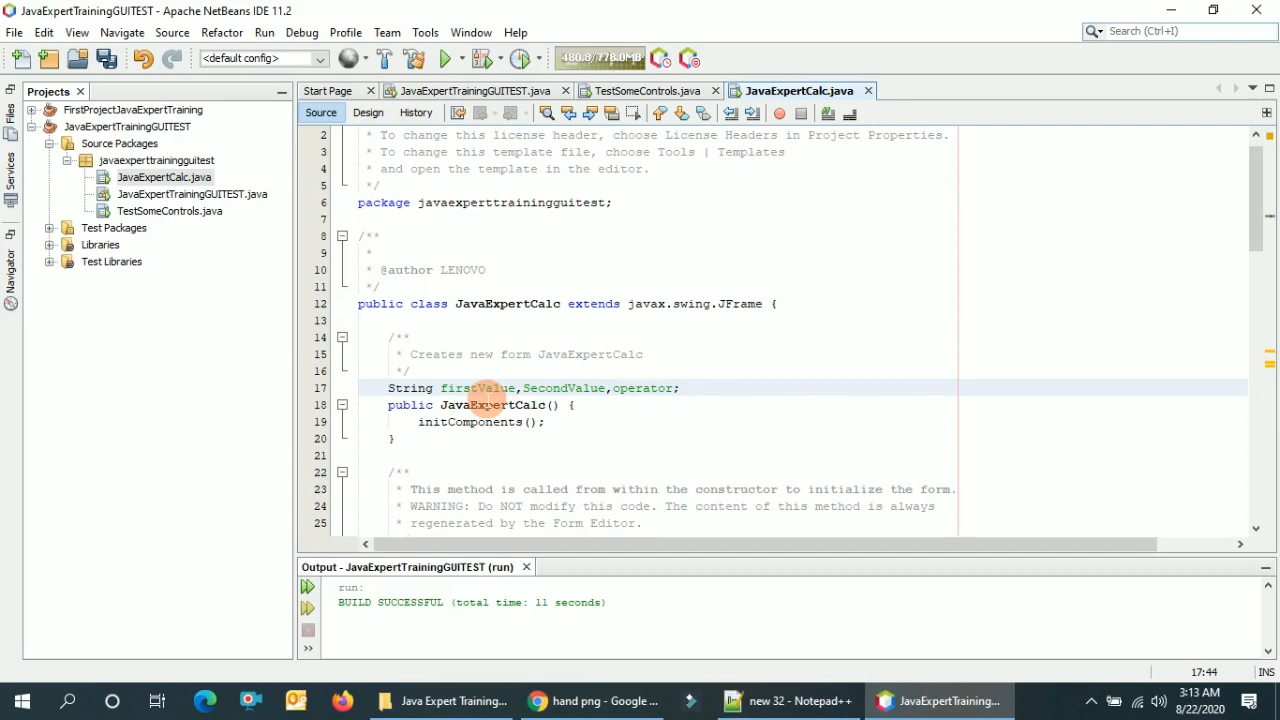 JavaExpertTrainingGUITEST - Apache NetBeans IDE 11.2
File Edit View Navigate Source Refactor Run Debug Profile Team Tools Window Help
Search (Ctrl+I)
<default config>
480.8/778.0MB
Projects
Start Page
JavaExpertTrainingGUITEST.java
TestSomeControls.java
JavaExpertCalc.java
Files
Services
Navigator
FirstProjectJavaExpertTraining
JavaExpertTrainingGUITEST
Source Packages
javaexperttrainingguitest
JavaExpertCalc.java
JavaExpertTrainingGUITEST.java
TestSomeControls.java
Test Packages
Libraries
Test Libraries
Source Design History
2 * To change this license header, choose License Headers in Project Properties.
3 * To change this template file, choose Tools | Templates
4 * and open the template in the editor.
5 */
6 package javaexperttrainingguitest;
7
8 /**
9 *
10 * @author LENOVO
11 */
12 public class JavaExpertCalc extends javax.swing.JFrame {
13
14 /**
15 * Creates new form JavaExpertCalc
16 */
17 String firstValue,SecondValue,operator;
18 public JavaExpertCalc() {
19 initComponents();
20 }
21
22 /**
23 * This method is called from within the constructor to initialize the form.
24 * WARNING: Do NOT modify this code. The content of this method is always
25 * regenerated by the Form Editor.
Output - JavaExpertTrainingGUITEST (run)
run:
BUILD SUCCESSFUL (total time: 11 seconds)
17:44 INS
Java Expert Training...
hand png - Google ...
new 32 - Notepad++
JavaExpertTraining...
3:13 AM
8/22/2020